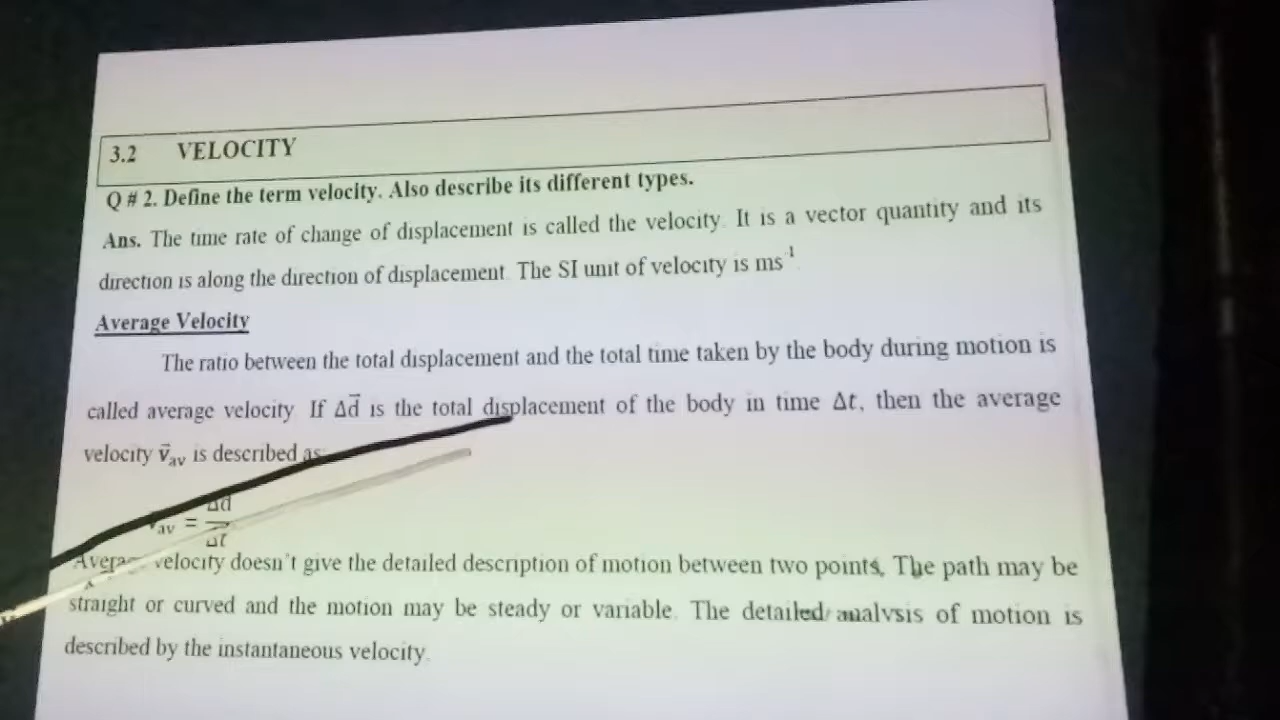 3.2 VELOCITY
Q # 2. Define the term velocity. Also describe its different types.
Ans. The time rate of change of displacement is called the velocity. It is a vector quantity and its
direction is along the direction of displacement. The SI unit of velocity is ms⁻¹.
Average Velocity
The ratio between the total displacement and the total time taken by the body during motion is
called average velocity. If Δd⃗ is the total displacement of the body in time Δt, then the average
velocity v⃗av is described as
av = Δd / Δt
Average velocity doesn't give the detailed description of motion between two points. The path may be
straight or curved and the motion may be steady or variable. The detailed analysis of motion is
described by the instantaneous velocity.